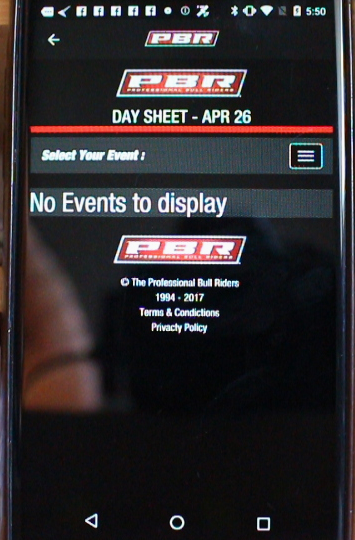 5:50
PBR
PBR
PROFESSIONAL BULL RIDERS
DAY SHEET - APR 26
Select Your Event :
No Events to display
PBR
PROFESSIONAL BULL RIDERS
© The Professional Bull Riders
1994 - 2017
Terms & Condictions
Privacty Policy